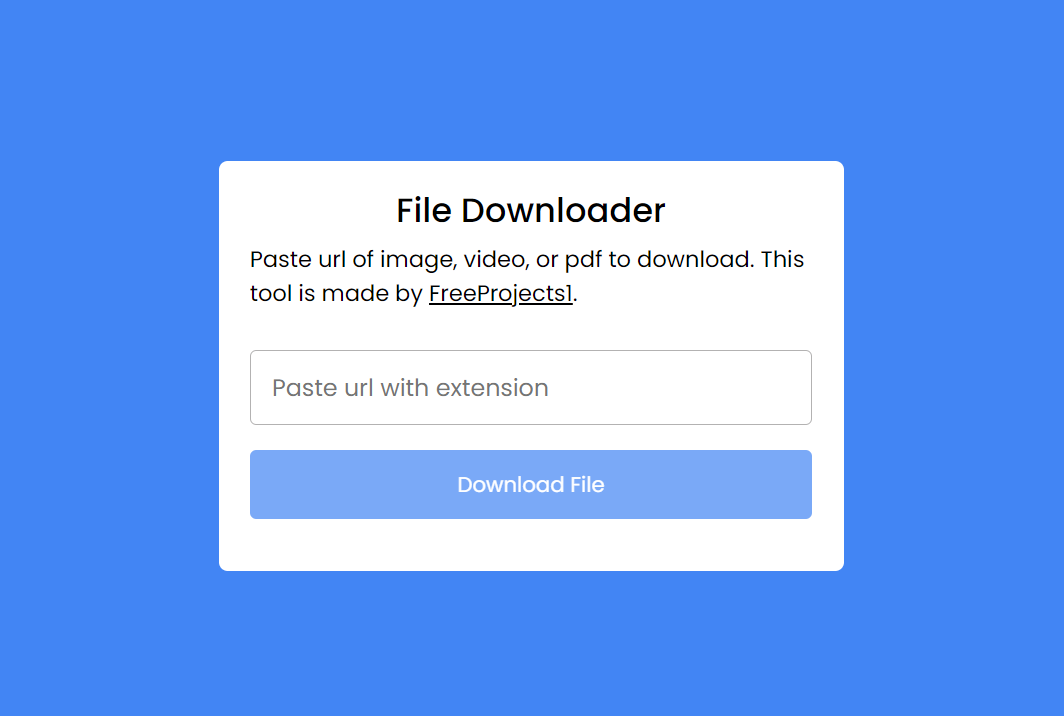 File Downloader
Paste url of image, video, or pdf to download. This
tool is made by FreeProjects1.
Paste url with extension
Download File